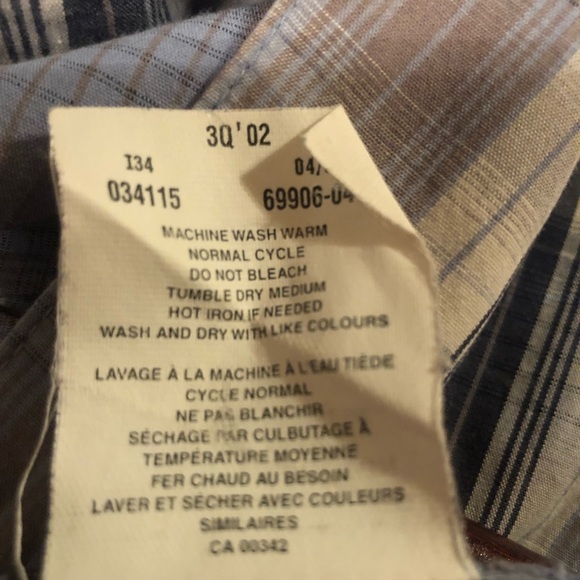 3Q'02
I34 04/
034115 69906-04
MACHINE WASH WARM
NORMAL CYCLE
DO NOT BLEACH
TUMBLE DRY MEDIUM
HOT IRON IF NEEDED
WASH AND DRY WITH LIKE COLOURS
LAVAGE À LA MACHINE À L'EAU TIÈDE
CYCLE NORMAL
NE PAS BLANCHIR
SÉCHAGE PAR CULBUTAGE À
TEMPÉRATURE MOYENNE
FER CHAUD AU BESOIN
LAVER ET SÉCHER AVEC COULEURS
SIMILAIRES
CA 00342